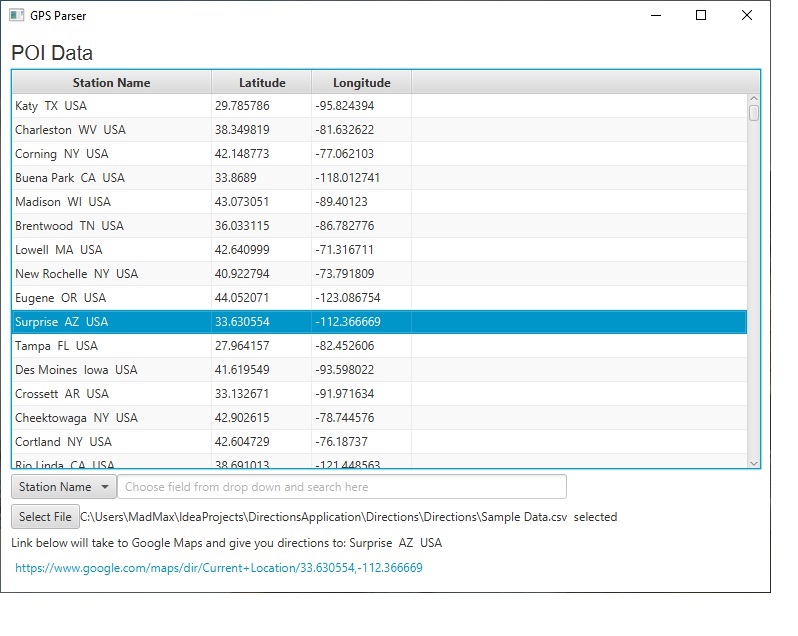 GPS Parser
POI Data
Station Name Latitude Longitude
Katy TX USA 29.785786 -95.824394
Charleston WV USA 38.349819 -81.632622
Corning NY USA 42.148773 -77.062103
Buena Park CA USA 33.8689 -118.012741
Madison WI USA 43.073051 -89.40123
Brentwood TN USA 36.033115 -86.782776
Lowell MA USA 42.640999 -71.316711
New Rochelle NY USA 40.922794 -73.791809
Eugene OR USA 44.052071 -123.086754
Surprise AZ USA 33.630554 -112.366669
Tampa FL USA 27.964157 -82.452606
Des Moines Iowa USA 41.619549 -93.598022
Crossett AR USA 33.132671 -91.971634
Cheektowaga NY USA 42.902615 -78.744576
Cortland NY USA 42.604729 -76.18737
Rio Linda CA USA 38.691013 -121.448563
Station Name Choose field from drop down and search here
Select File C:\Users\MadMax\IdeaProjects\DirectionsApplication\Directions\Directions\Sample Data.csv selected
Link below will take to Google Maps and give you directions to: Surprise AZ USA
https://www.google.com/maps/dir/Current+Location/33.630554,-112.366669